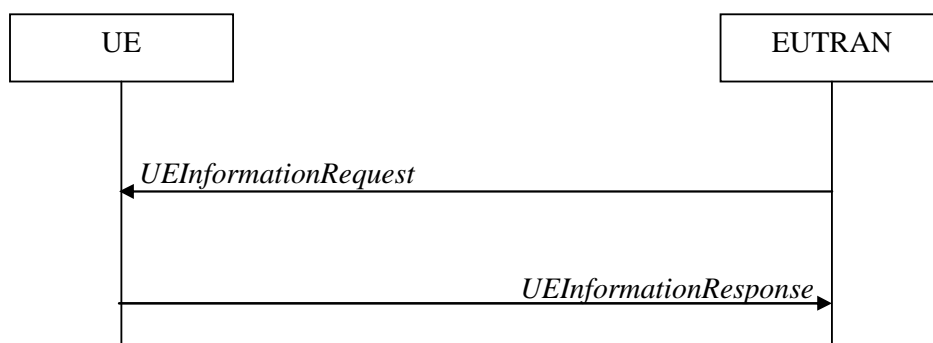 UE
EUTRAN
UEInformationRequest
UEInformationResponse